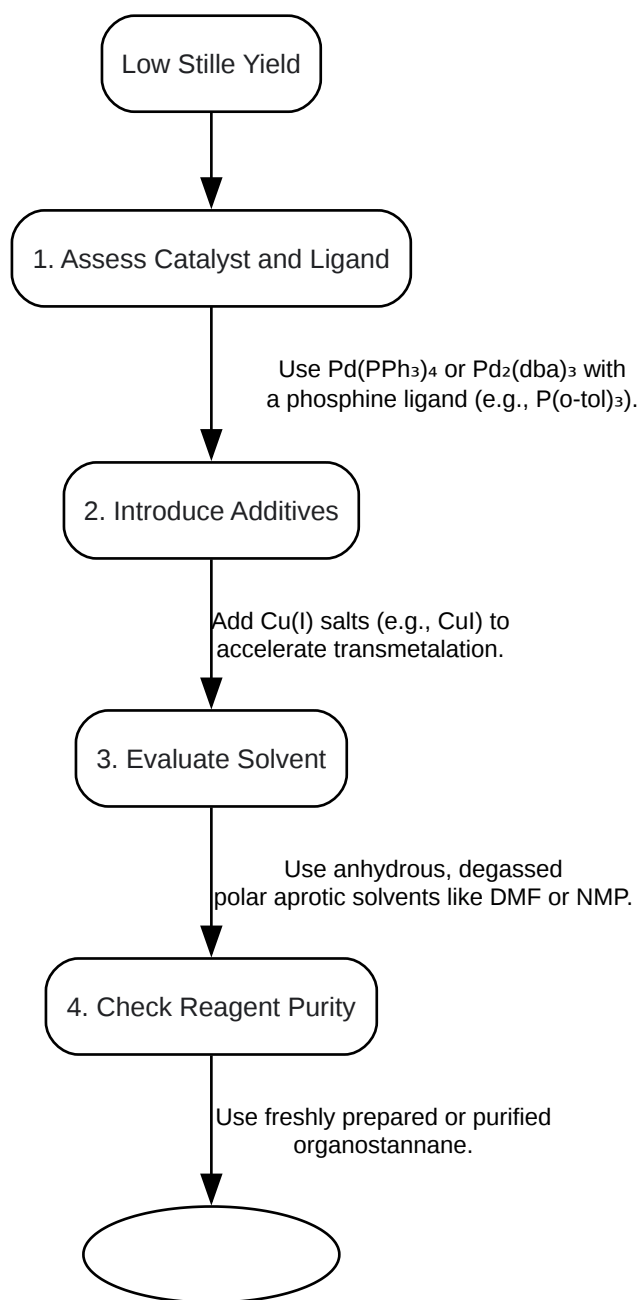 Low Stille Yield
1. Assess Catalyst and Ligand
Use Pd(PPh₃)₄ or Pd₂(dba)₃ with
a phosphine ligand (e.g., P(o-tol)₃).
2. Introduce Additives
Add Cu(I) salts (e.g., CuI) to
accelerate transmetalation.
3. Evaluate Solvent
Use anhydrous, degassed
polar aprotic solvents like DMF or NMP.
4. Check Reagent Purity
Use freshly prepared or purified
organostannane.